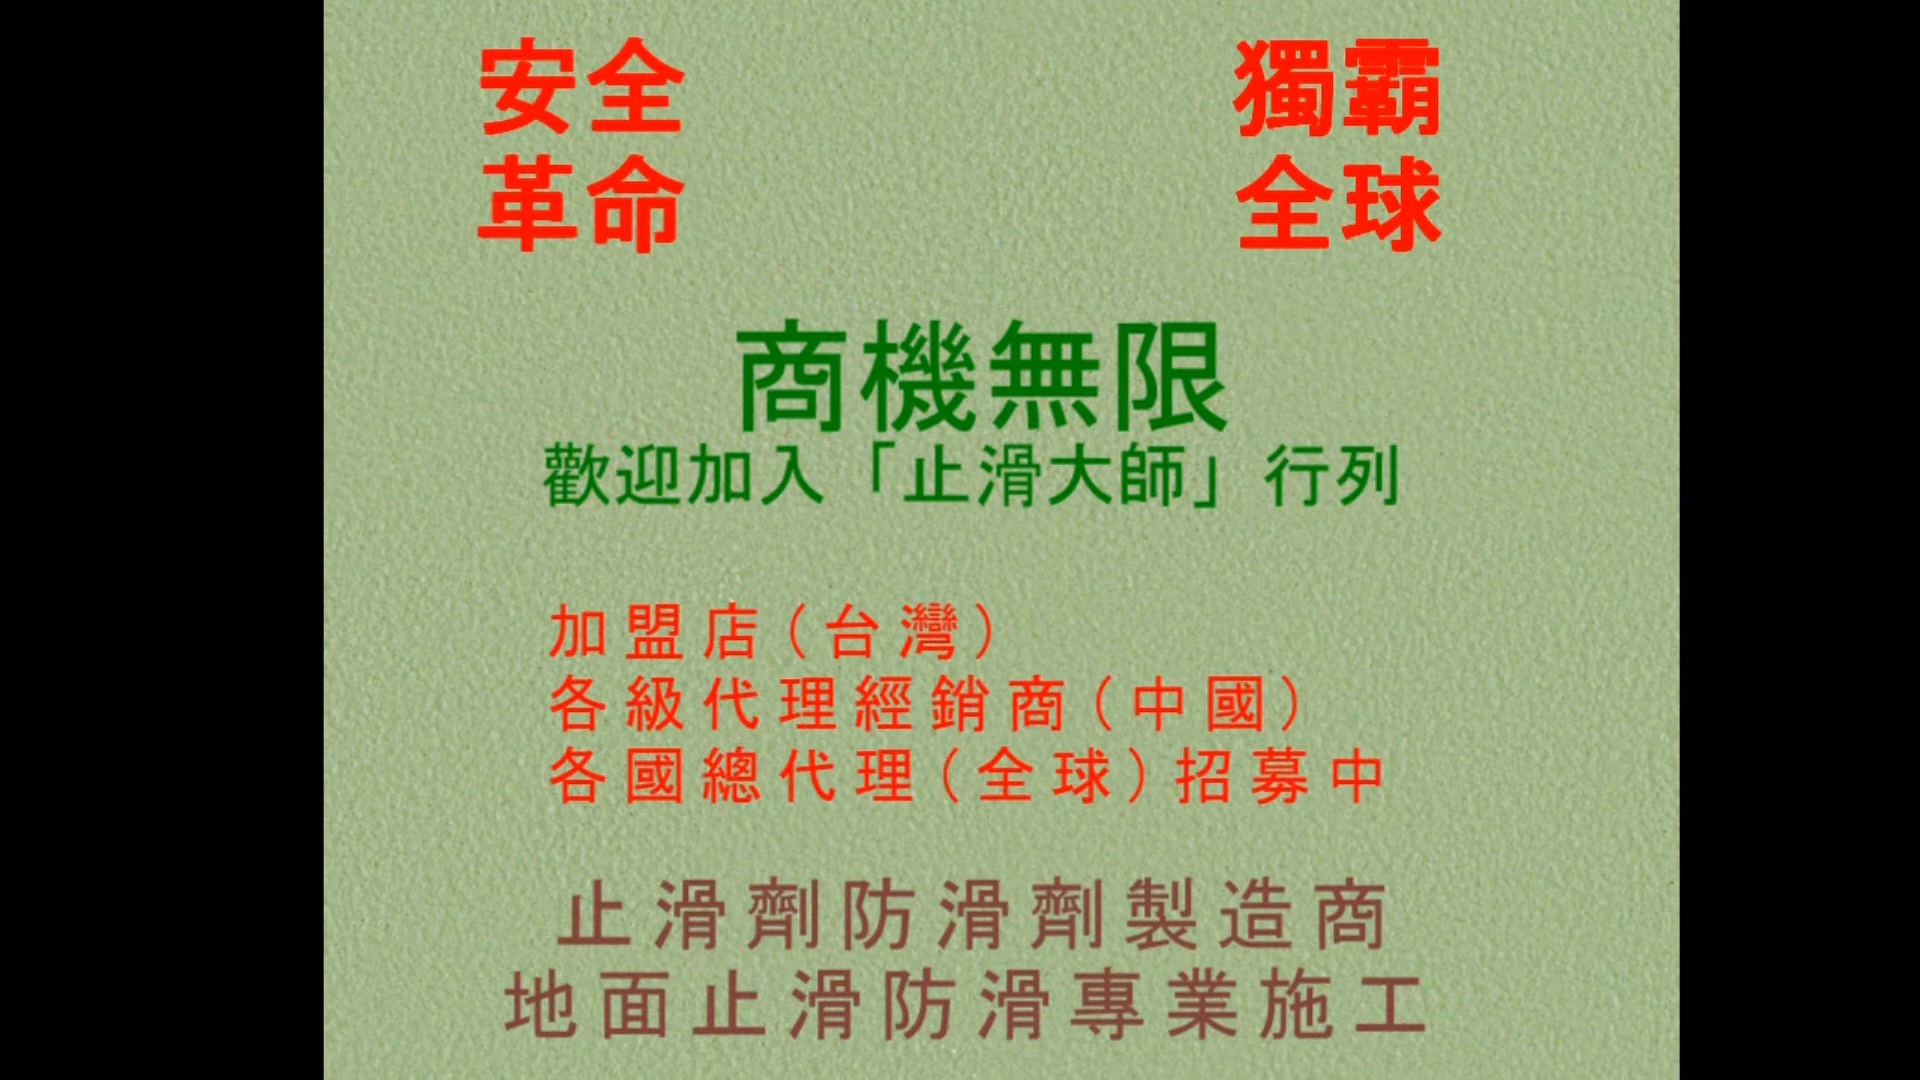 安全
革命
獨霸
全球
商機無限
歡迎加入「止滑大師」行列
加盟店(台灣)
各級代理經銷商(中國)
各國總代理(全球)招募中
止滑劑防滑劑製造商
地面止滑防滑專業施工